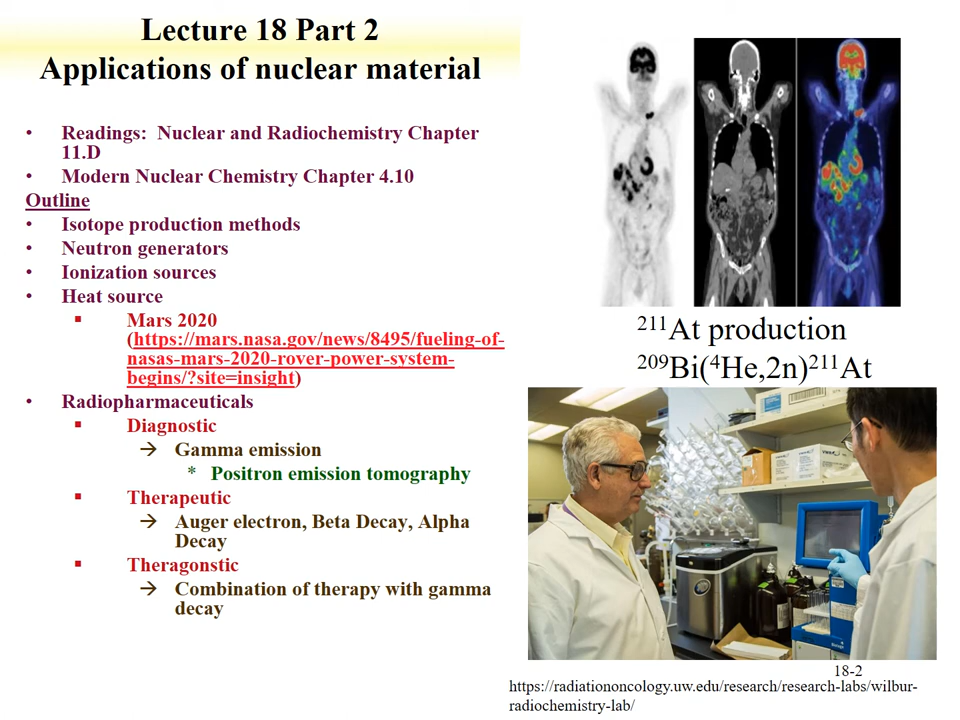 Lecture 18 Part 2
Applications of nuclear material
• Readings: Nuclear and Radiochemistry Chapter
11.D
• Modern Nuclear Chemistry Chapter 4.10
Outline
• Isotope production methods
• Neutron generators
• Ionization sources
• Heat source
▪ Mars 2020
(https://mars.nasa.gov/news/8495/fueling-of-
nasas-mars-2020-rover-power-system-
begins/?site=insight)
• Radiopharmaceuticals
▪ Diagnostic
→ Gamma emission
* Positron emission tomography
▪ Therapeutic
→ Auger electron, Beta Decay, Alpha
Decay
▪ Theragonstic
→ Combination of therapy with gamma
decay
²¹¹At production
²⁰⁹Bi(⁴He,2n)²¹¹At
18-2
https://radiationoncology.uw.edu/research/research-labs/wilbur-
radiochemistry-lab/